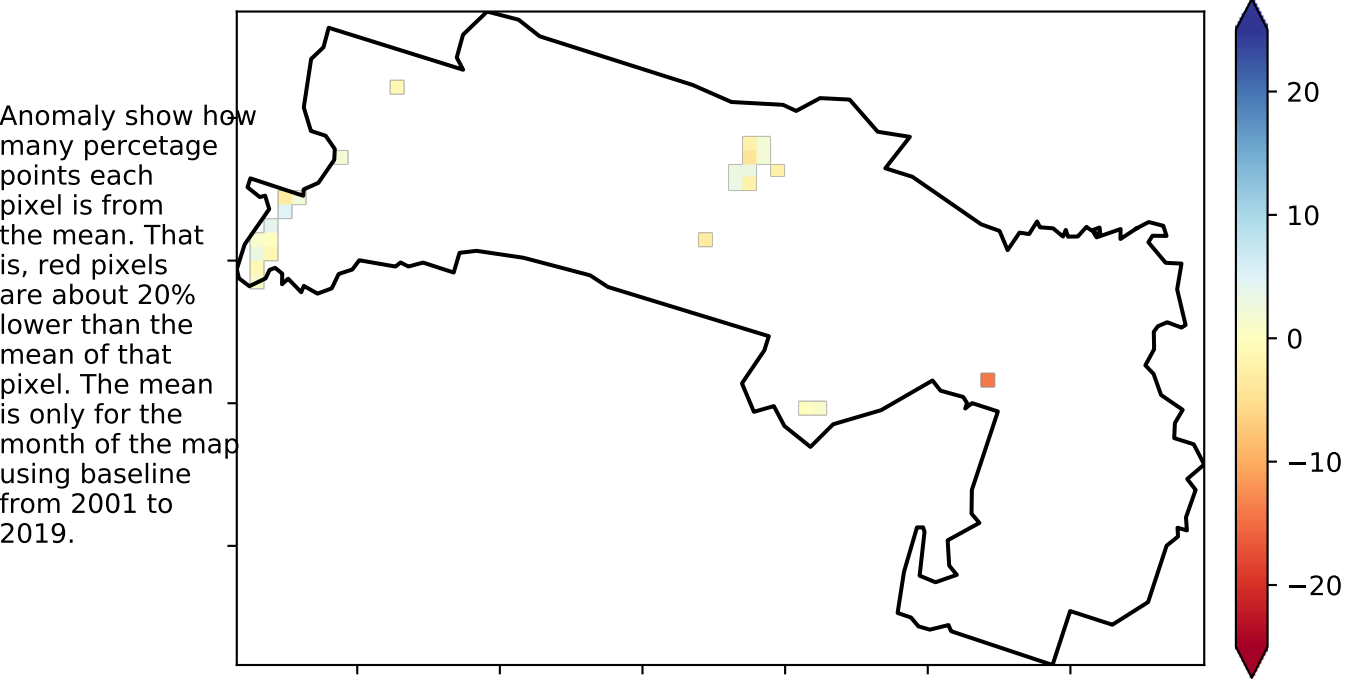 Anomaly show how
many percetage
points each
pixel is from
the mean. That
is, red pixels
are about 20%
lower than the
mean of that
pixel. The mean
is only for the
month of the map
using baseline
from 2001 to
2019.
20
10
0
−10
−20